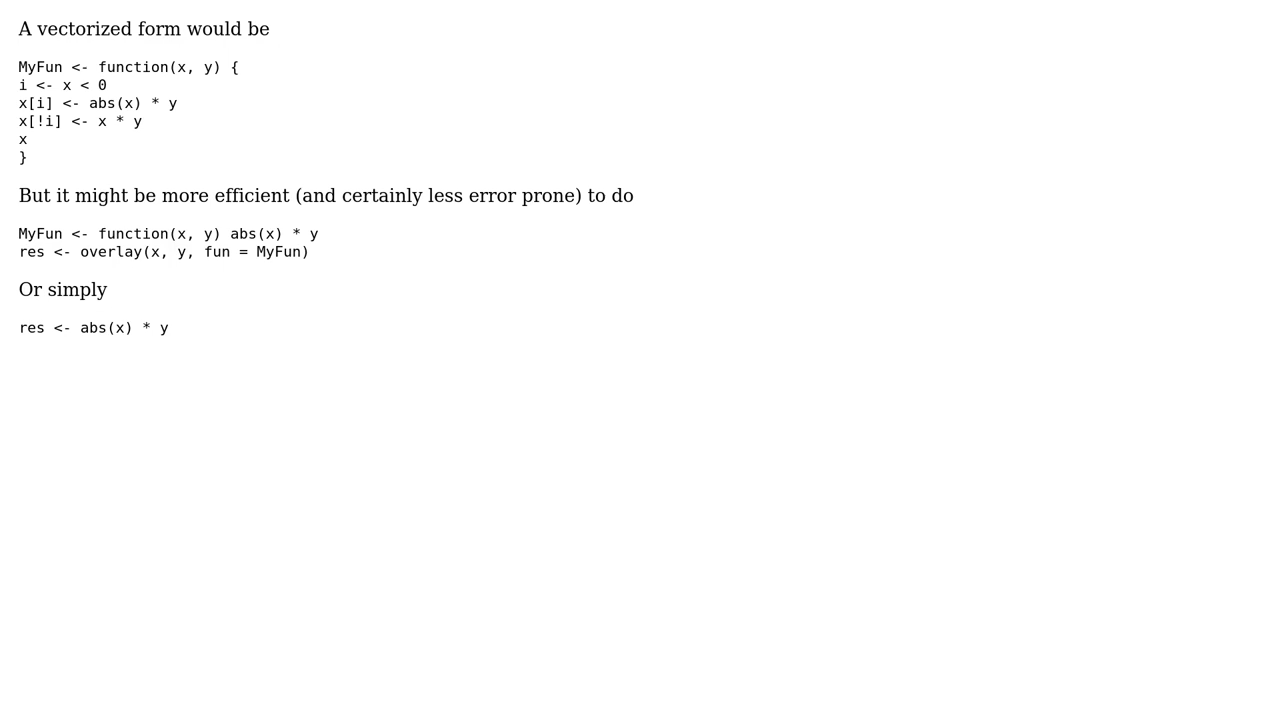 A vectorized form would be
MyFun <- function(x, y) {
i <- x < 0
x[i] <- abs(x) * y
x[!i] <- x * y
x
}
But it might be more efficient (and certainly less error prone) to do
MyFun <- function(x, y) abs(x) * y
res <- overlay(x, y, fun = MyFun)
Or simply
res <- abs(x) * y